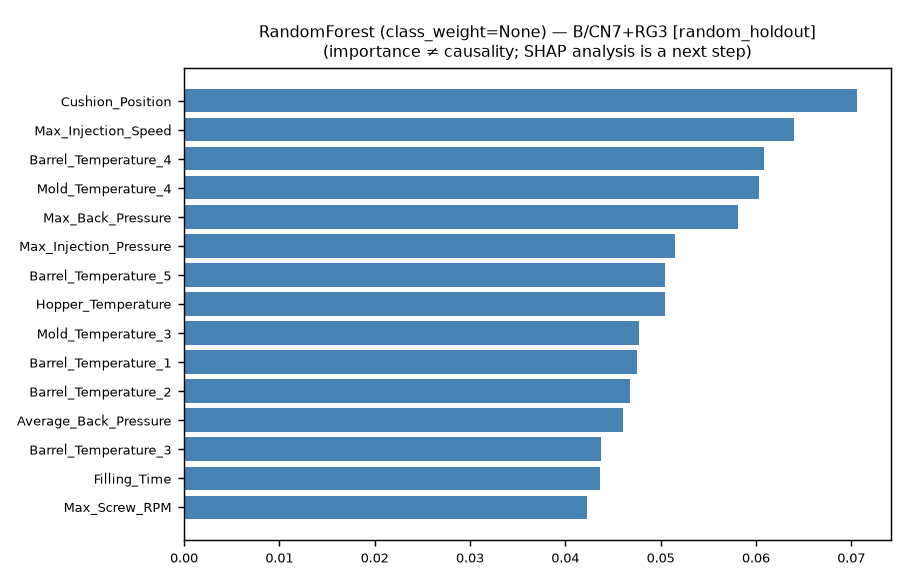 RandomForest (class_weight=None) — B/CN7+RG3 [random_holdout]
(importance ≠ causality; SHAP analysis is a next step)
Cushion_Position
Max_Injection_Speed
Barrel_Temperature_4
Mold_Temperature_4
Max_Back_Pressure
Max_Injection_Pressure
Barrel_Temperature_5
Hopper_Temperature
Mold_Temperature_3
Barrel_Temperature_1
Barrel_Temperature_2
Average_Back_Pressure
Barrel_Temperature_3
Filling_Time
Max_Screw_RPM
0.00 0.01 0.02 0.03 0.04 0.05 0.06 0.07